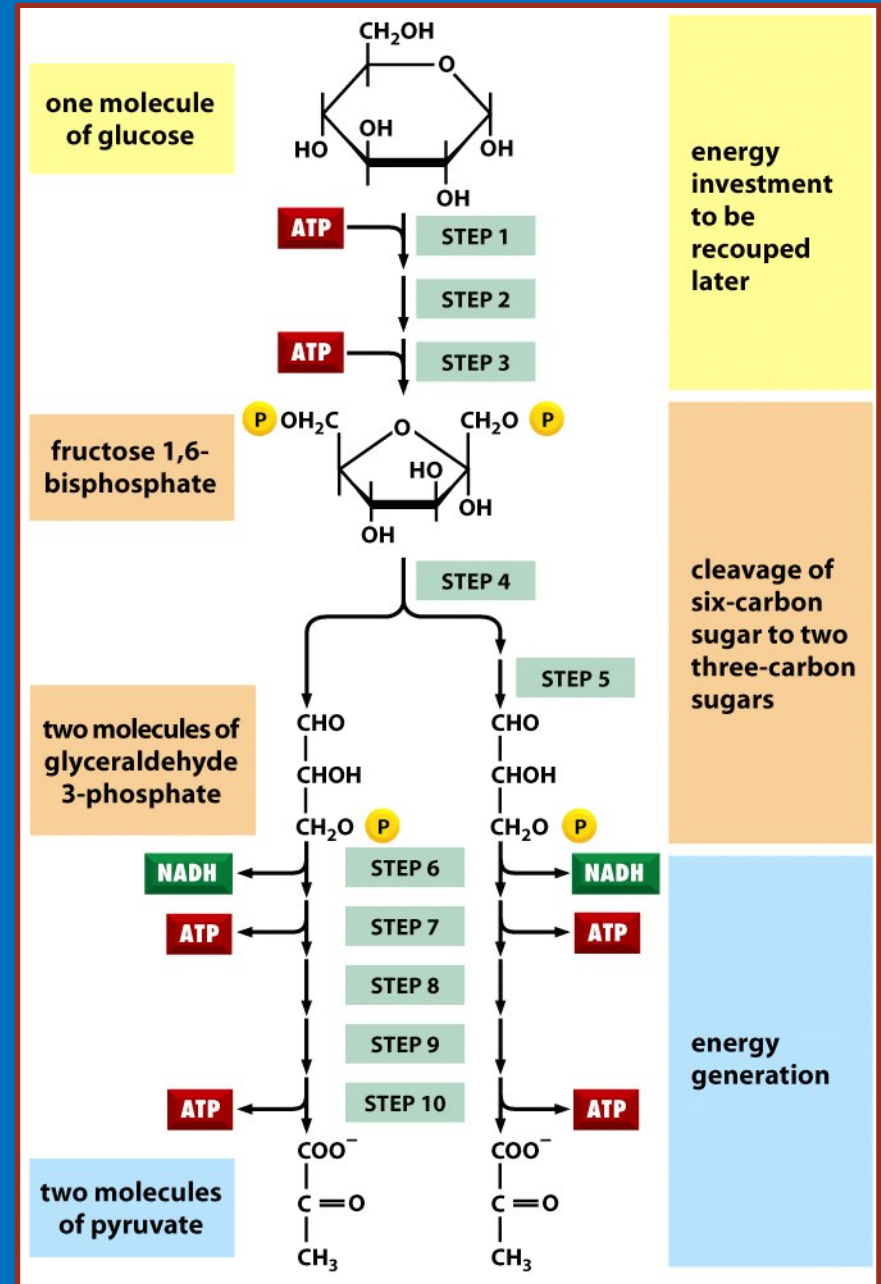 CH₂OH
O
one molecule
of glucose
OH
HO
OH
OH
energy
investment
to be
recouped
later
ATP
STEP 1
STEP 2
ATP
STEP 3
P OH₂C
O
CH₂O P
fructose 1,6-
bisphosphate
HO
OH
OH
STEP 4
cleavage of
six-carbon
sugar to two
three-carbon
sugars
STEP 5
two molecules of
glyceraldehyde
3-phosphate
CHO
CHOH
CH₂O P
CHO
CHOH
CH₂O P
NADH
STEP 6
NADH
ATP
STEP 7
ATP
STEP 8
STEP 9
energy
generation
ATP
STEP 10
ATP
two molecules
of pyruvate
COO⁻
C=O
CH₃
COO⁻
C=O
CH₃